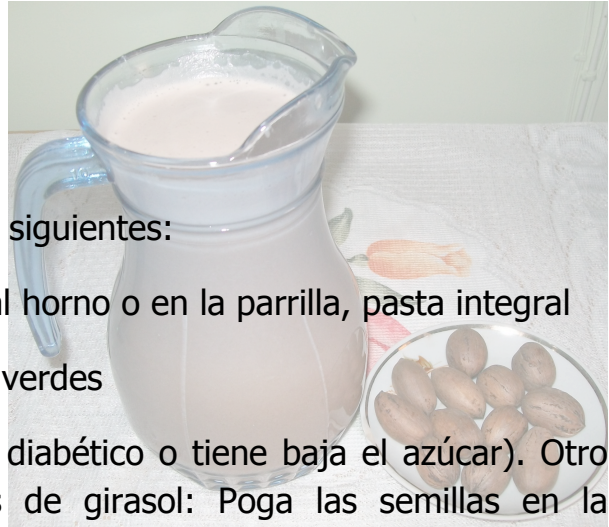 siguientes:
al horno o en la parrilla, pasta integral
verdes
diabético o tiene baja el azúcar). Otro
s de girasol: Poga las semillas en la